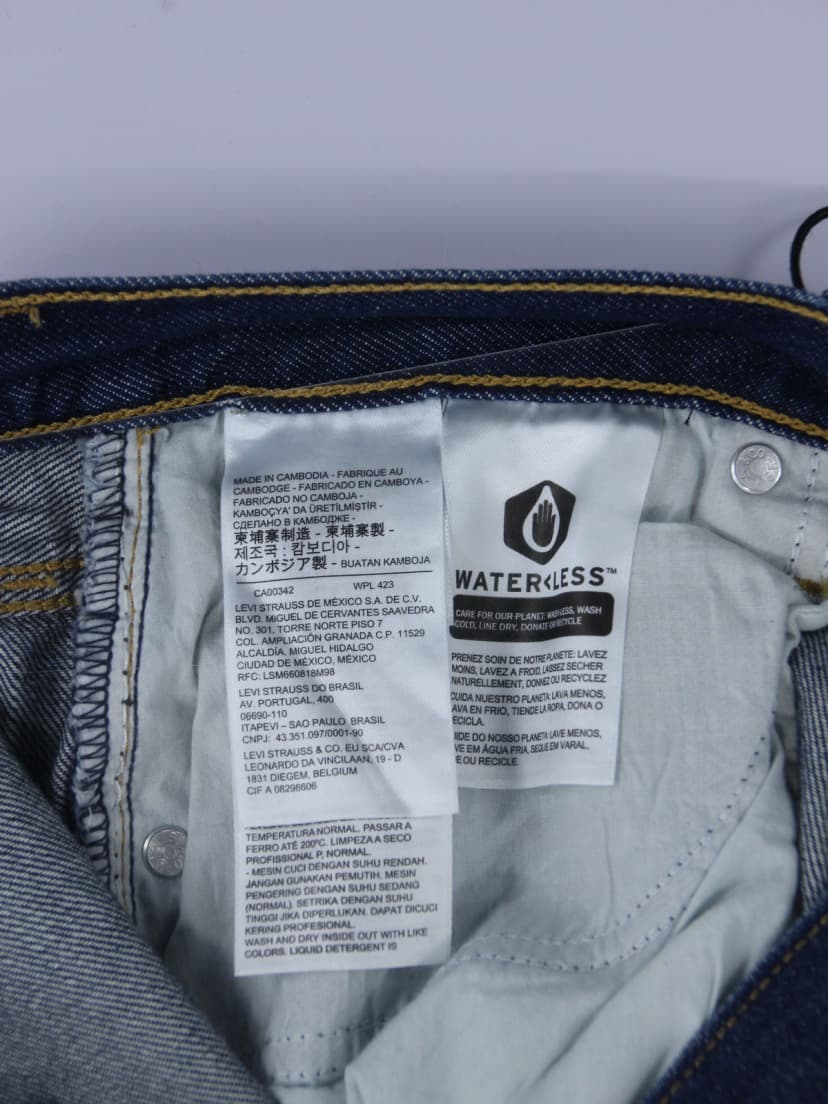 MADE IN CAMBODIA - FABRIQUE AU
CAMBODGE - FABRICADO EN CAMBOYA -
FABRICADO NO CAMBOJA -
KAMBOÇYA' DA ÜRETİLMİŞTİR -
СДЕЛАНО В КАМБОДЖЕ -
柬埔寨制造 - 柬埔寨製 -
제조국 : 캄보디아 -
カンボジア製 - BUATAN KAMBOJA
CA00342 WPL 423
LEVI STRAUSS DE MÉXICO S.A. DE C.V.
BLVD. MIGUEL DE CERVANTES SAAVEDRA
NO. 301, TORRE NORTE PISO 7
COL. AMPLIACIÓN GRANADA C.P. 11529
ALCALDÍA. MIGUEL HIDALGO
CIUDAD DE MÉXICO, MÉXICO
RFC: LSM660818M98
LEVI STRAUSS DO BRASIL
AV. PORTUGAL, 400
06690-110
ITAPEVI – SAO PAULO BRASIL
CNPJ: 43.351.097/0001-90
LEVI STRAUSS & CO. EU SCA/CVA
LEONARDO DA VINCILAAN, 19 - D
1831 DIEGEM, BELGIUM
CIF A 08296606
TEMPERATURA NORMAL. PASSAR A
FERRO ATÉ 200ºC. LIMPEZA A SECO
PROFISSIONAL P, NORMAL.
- MESIN CUCI DENGAN SUHU RENDAH.
JANGAN GUNAKAN PEMUTIH. MESIN
PENGERING DENGAN SUHU SEDANG
(NORMAL). SETRIKA DENGAN SUHU
TINGGI JIKA DIPERLUKAN. DAPAT DICUCI
KERING PROFESIONAL.
WASH AND DRY INSIDE OUT WITH LIKE
COLORS. LIQUID DETERGENT IS
WATER<LESS™
CARE FOR OUR PLANET: WASH LESS, WASH
COLD, LINE DRY, DONATE OR RECYCLE
PRENEZ SOIN DE NOTRE PLANETE: LAVEZ
MOINS, LAVEZ A FROID, LAISSEZ SECHER
NATURELLEMENT, DONNEZ OU RECYCLEZ
CUIDA NUESTRO PLANETA: LAVA MENOS,
LAVA EN FRIO, TIENDE LA ROPA, DONA O
RECICLA.
IDE DO NOSSO PLANETA: LAVE MENOS,
VE EM ÁGUA FRIA, SEQUE EM VARAL,
E OU RECICLE.